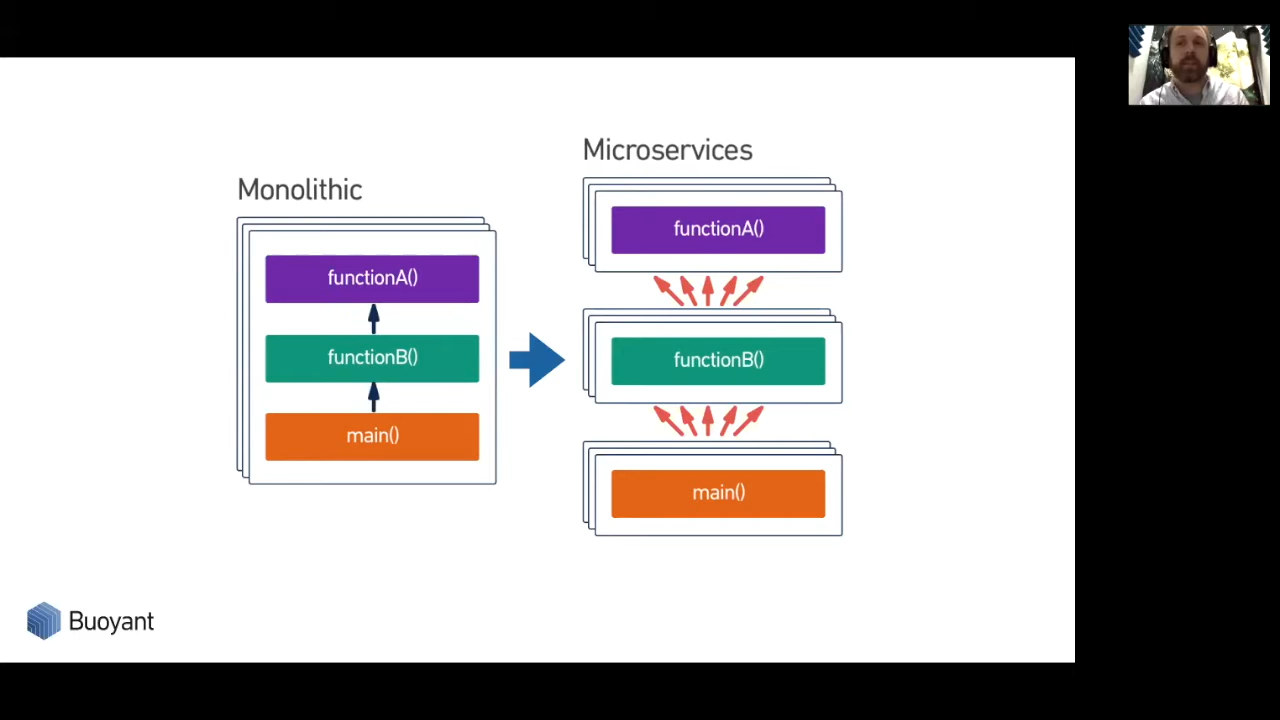 Monolithic
functionA()
functionB()
main()
Microservices
functionA()
functionB()
main()
Buoyant